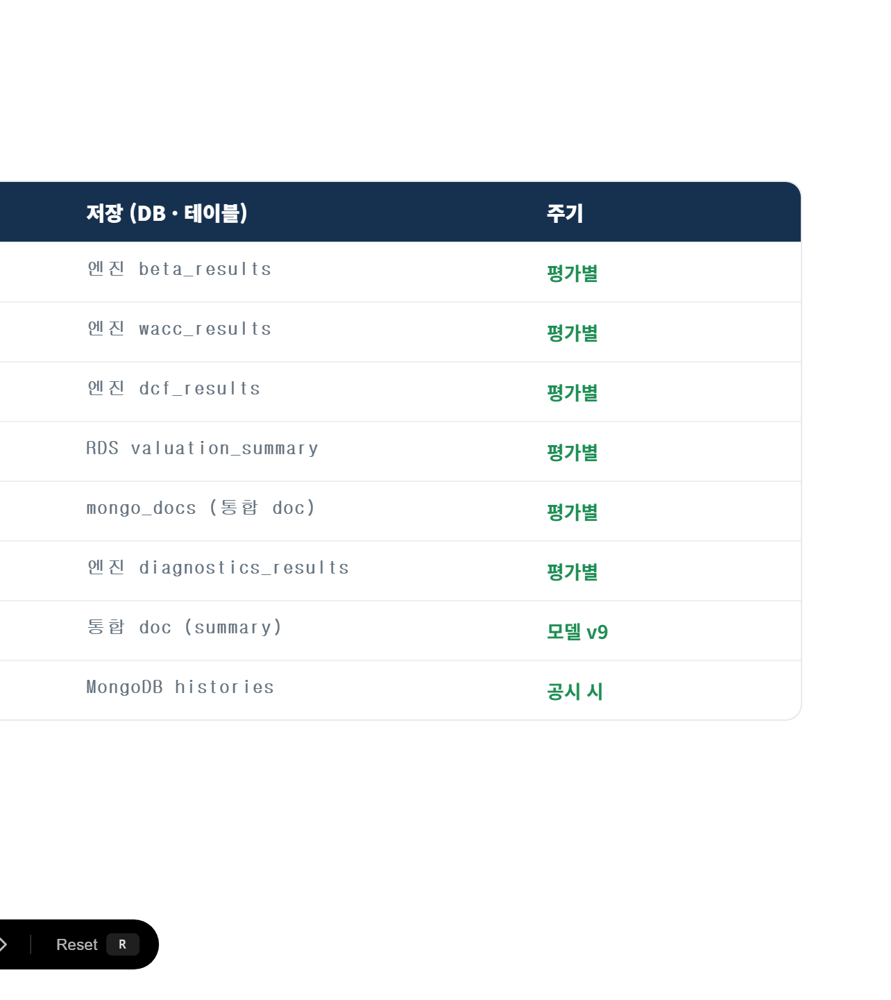 저장 (DB · 테이블) 주기
엔진 beta_results 평가별
엔진 wacc_results 평가별
엔진 dcf_results 평가별
RDS valuation_summary 평가별
mongo_docs (통합 doc) 평가별
엔진 diagnostics_results 평가별
통합 doc (summary) 모델 v9
MongoDB histories 공시 시
Reset R